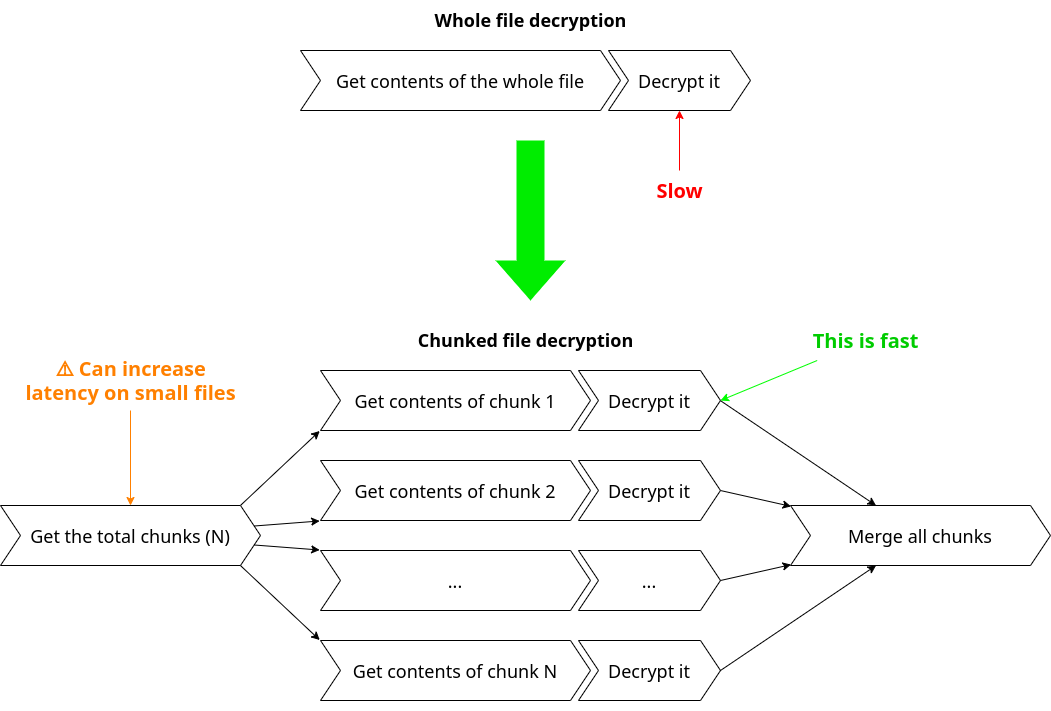 Whole file decryption
Get contents of the whole file
Decrypt it
Slow
Chunked file decryption
This is fast
⚠ Can increase
latency on small files
Get contents of chunk 1
Decrypt it
Get contents of chunk 2
Decrypt it
Get the total chunks (N)
Merge all chunks
...
...
Get contents of chunk N
Decrypt it